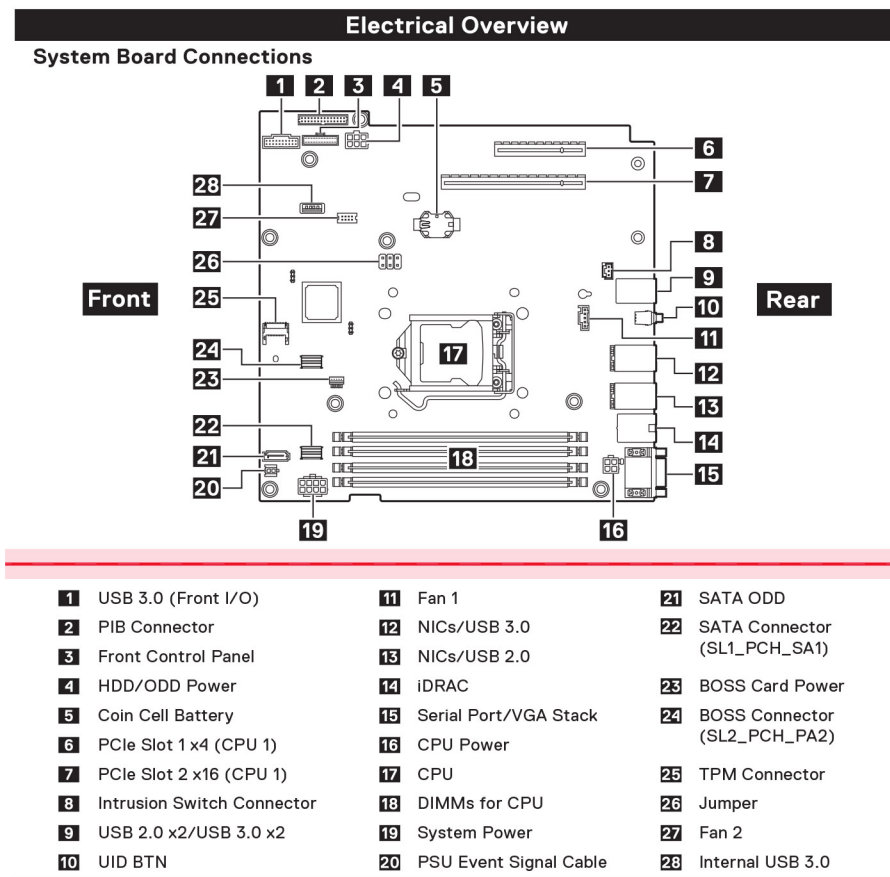 Electrical Overview
System Board Connections
1 2 3 4 5
6
7
28
27
8
26
9
Front
Rear
25
10
11
17
24
12
23
13
22
14
21
18
20
15
19
16
1 USB 3.0 (Front I/O)
2 PIB Connector
3 Front Control Panel
4 HDD/ODD Power
5 Coin Cell Battery
6 PCIe Slot 1 x4 (CPU 1)
7 PCIe Slot 2 x16 (CPU 1)
8 Intrusion Switch Connector
9 USB 2.0 x2/USB 3.0 x2
10 UID BTN
11 Fan 1
12 NICs/USB 3.0
13 NICs/USB 2.0
14 iDRAC
15 Serial Port/VGA Stack
16 CPU Power
17 CPU
18 DIMMs for CPU
19 System Power
20 PSU Event Signal Cable
21 SATA ODD
22 SATA Connector
(SL1_PCH_SA1)
23 BOSS Card Power
24 BOSS Connector
(SL2_PCH_PA2)
25 TPM Connector
26 Jumper
27 Fan 2
28 Internal USB 3.0